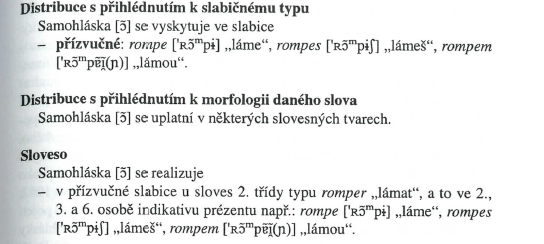 Distribuce s přihlédnutím k slabičnému typu
Samohláska [ɔ̃] se vyskytuje ve slabice
– přízvučné: rompe ['ʀɔ̃ᵐpɨ] „láme“, rompes ['ʀɔ̃ᵐpɨʃ] „lámeš“, rompem
['ʀɔ̃ᵐpɐ̃ĩ̯(ɲ)] „lámou“.
Distribuce s přihlédnutím k morfologii daného slova
Samohláska [ɔ̃] se uplatní v některých slovesných tvarech.
Sloveso
Samohláska [ɔ̃] se realizuje
– v přízvučné slabice u sloves 2. třídy typu romper „lámat“, a to ve 2.,
3. a 6. osobě indikativu prézentu např.: rompe ['ʀɔ̃ᵐpɨ] „láme“, rompes
['ʀɔ̃ᵐpɨʃ] „lámeš“, rompem ['ʀɔ̃ᵐpɐ̃ĩ̯(ɲ)] „lámou“.